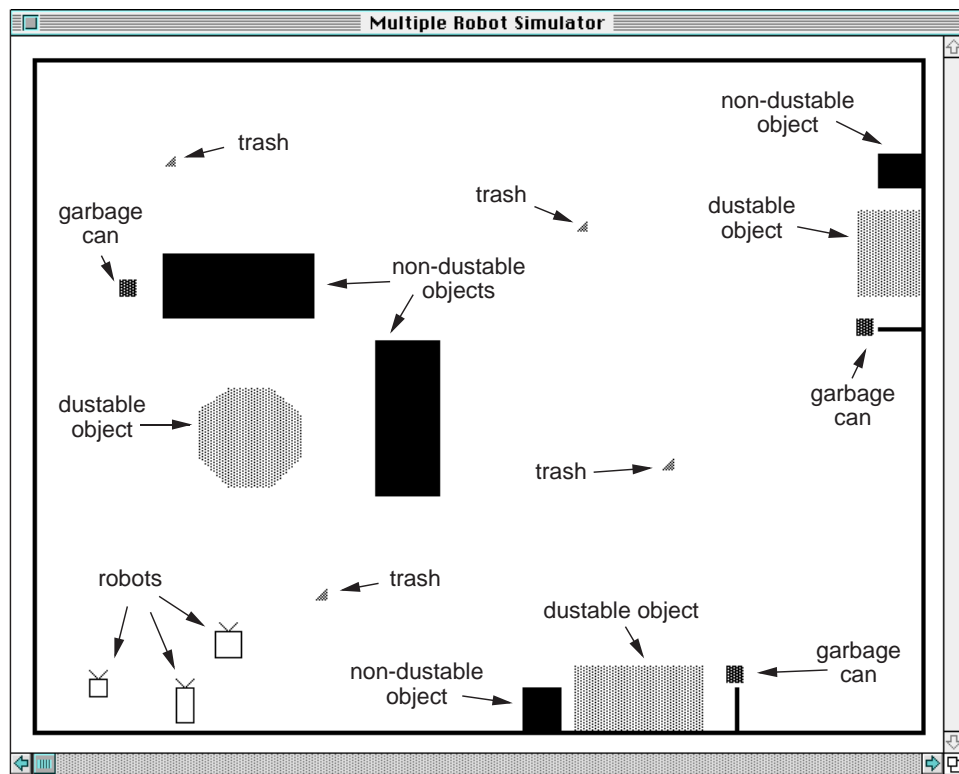 Multiple Robot Simulator
non-dustable
object
trash
trash
dustable
object
garbage
can
non-dustable
objects
garbage
can
dustable
object
trash
robots
trash
dustable object
garbage
can
non-dustable
object